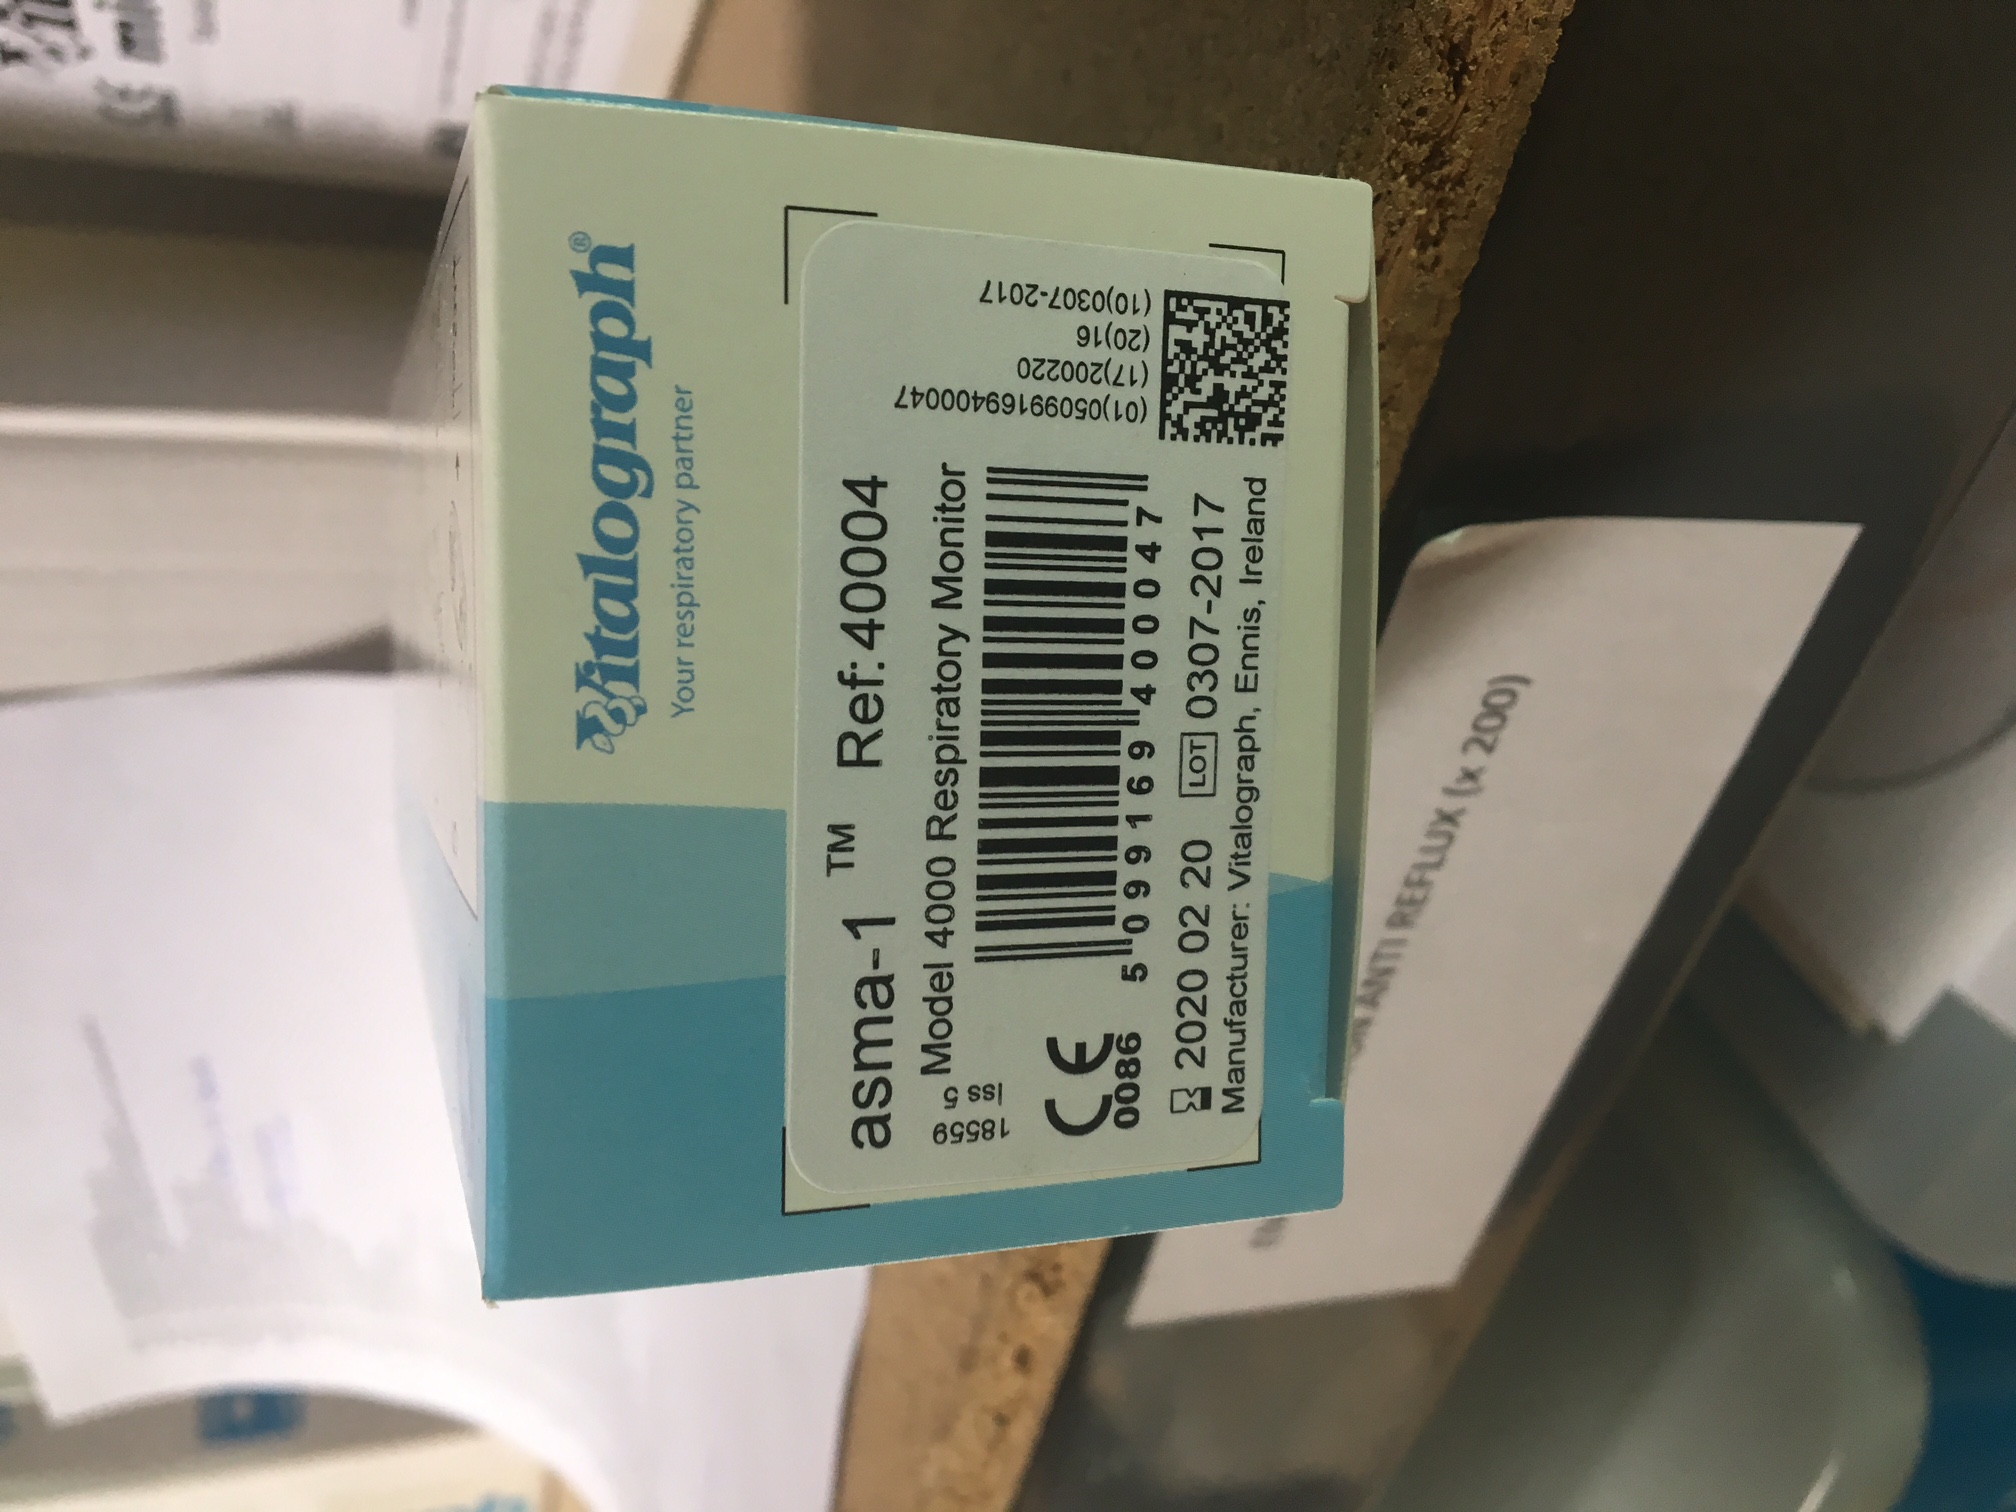 Vitalograph®
Your respiratory partner
asma-1 ™ Ref: 40004
Model 4000 Respiratory Monitor
18559
Iss 5
CE
0086
5 099169 400047
2020 02 20 LOT 0307-2017
Manufacturer: Vitalograph, Ennis, Ireland
(01)05099169400047
(17)200220
(20)16
(10)0307-2017
ANTI REFLUX (x 200)